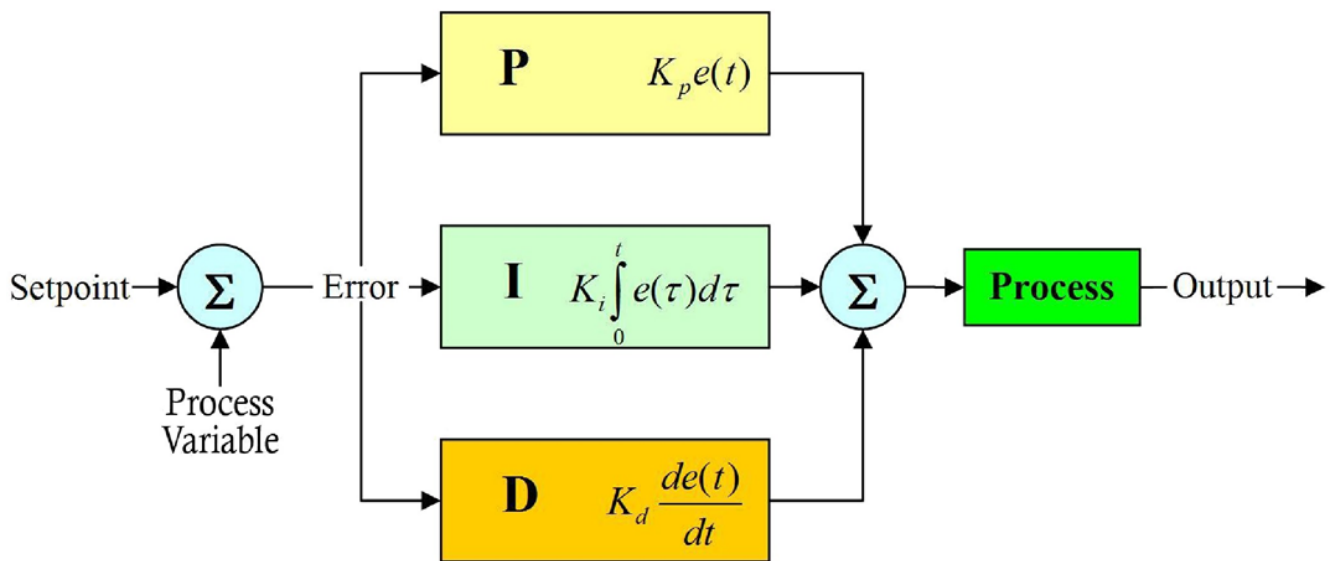 P K_p e(t)
Setpoint Σ Error I K_i ∫_0^t e(τ)dτ Σ Process Output
Process
Variable
D K_d de(t)/dt